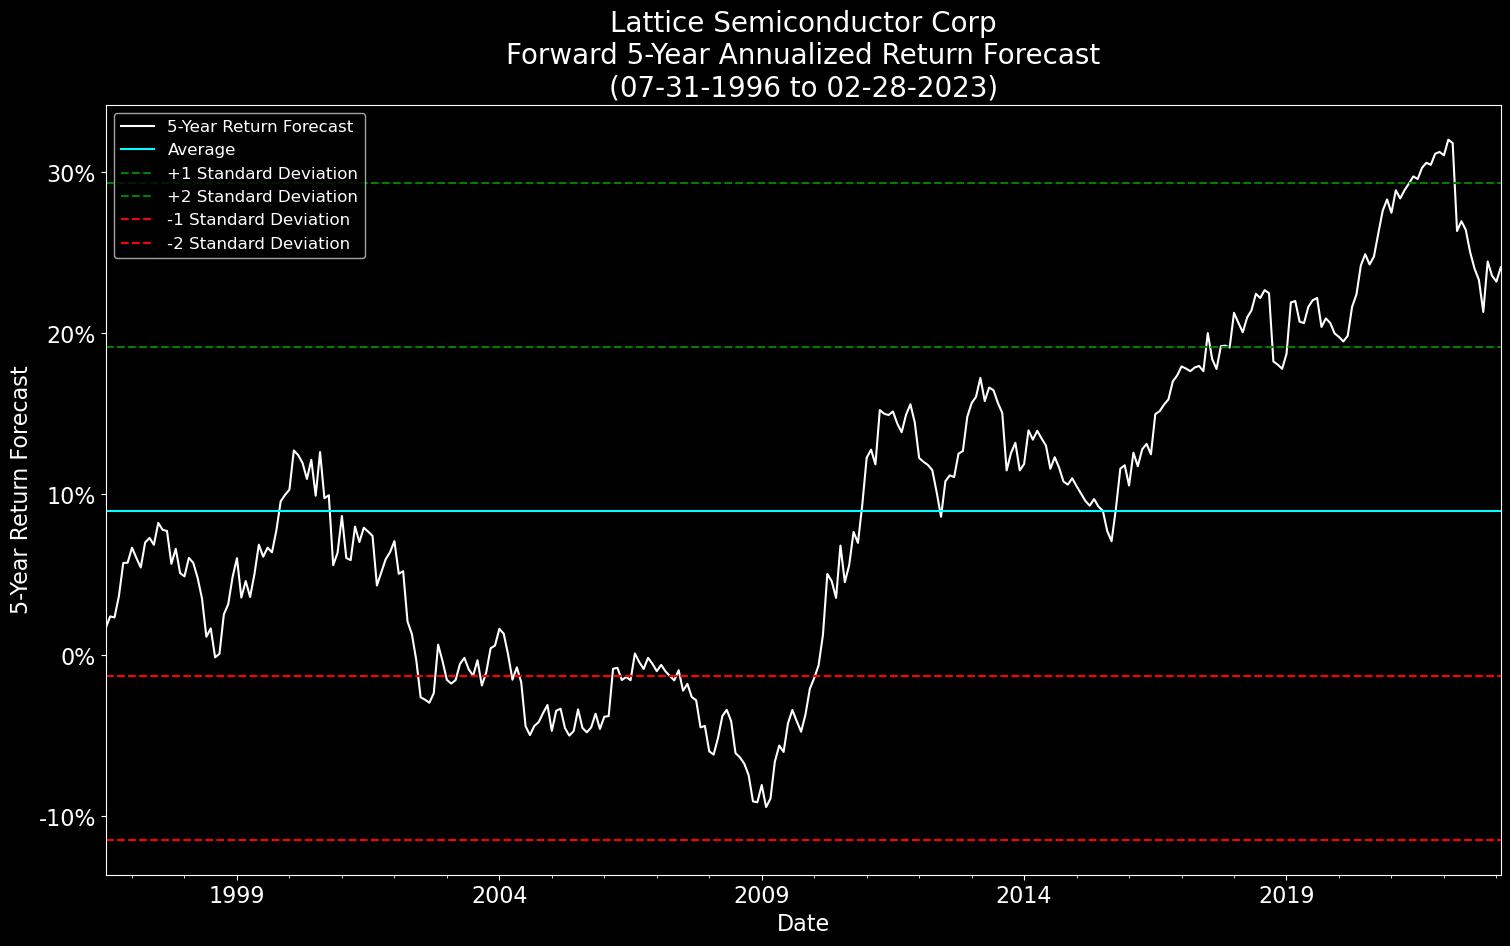 Lattice Semiconductor Corp
Forward 5-Year Annualized Return Forecast
(07-31-1996 to 02-28-2023)
5-Year Return Forecast
Average
+1 Standard Deviation
+2 Standard Deviation
-1 Standard Deviation
-2 Standard Deviation
5-Year Return Forecast
30%
20%
10%
0%
-10%
1999
2004
2009
2014
2019
Date